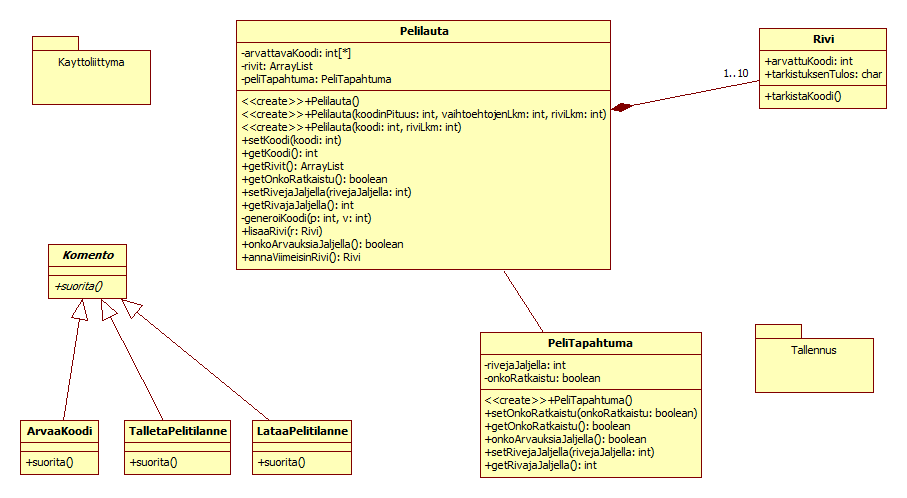 Kayttoliittyma
Pelilauta
-arvattavaKoodi: int[*]
-rivit: ArrayList
-peliTapahtuma: PeliTapahtuma
<<create>>+Pelilauta()
<<create>>+Pelilauta(koodinPituus: int, vaihtoehtojenLkm: int, riviLkm: int)
<<create>>+Pelilauta(koodi: int, riviLkm: int)
+setKoodi(koodi: int)
+getKoodi(): int
+getRivit(): ArrayList
+getOnkoRatkaistu(): boolean
+setRivejaJaljella(rivejaJaljella: int)
+getRivajaJaljella(): int
-generoiKoodi(p: int, v: int)
+lisaaRivi(r: Rivi)
+onkoArvauksiaJaljella(): boolean
+annaViimeisinRivi(): Rivi
1..10
Rivi
+arvattuKoodi: int
+tarkistuksenTulos: char
+tarkistaKoodi()
Komento
+suorita()
ArvaaKoodi
+suorita()
TalletaPelitilanne
+suorita()
LataaPelitilanne
+suorita()
PeliTapahtuma
-rivejaJaljella: int
-onkoRatkaistu: boolean
<<create>>+PeliTapahtuma()
+setOnkoRatkaistu(onkoRatkaistu: boolean)
+getOnkoRatkaistu(): boolean
+onkoArvauksiaJaljella(): boolean
+setRivejaJaljella(rivejaJaljella: int)
+getRivajaJaljella(): int
Tallennus